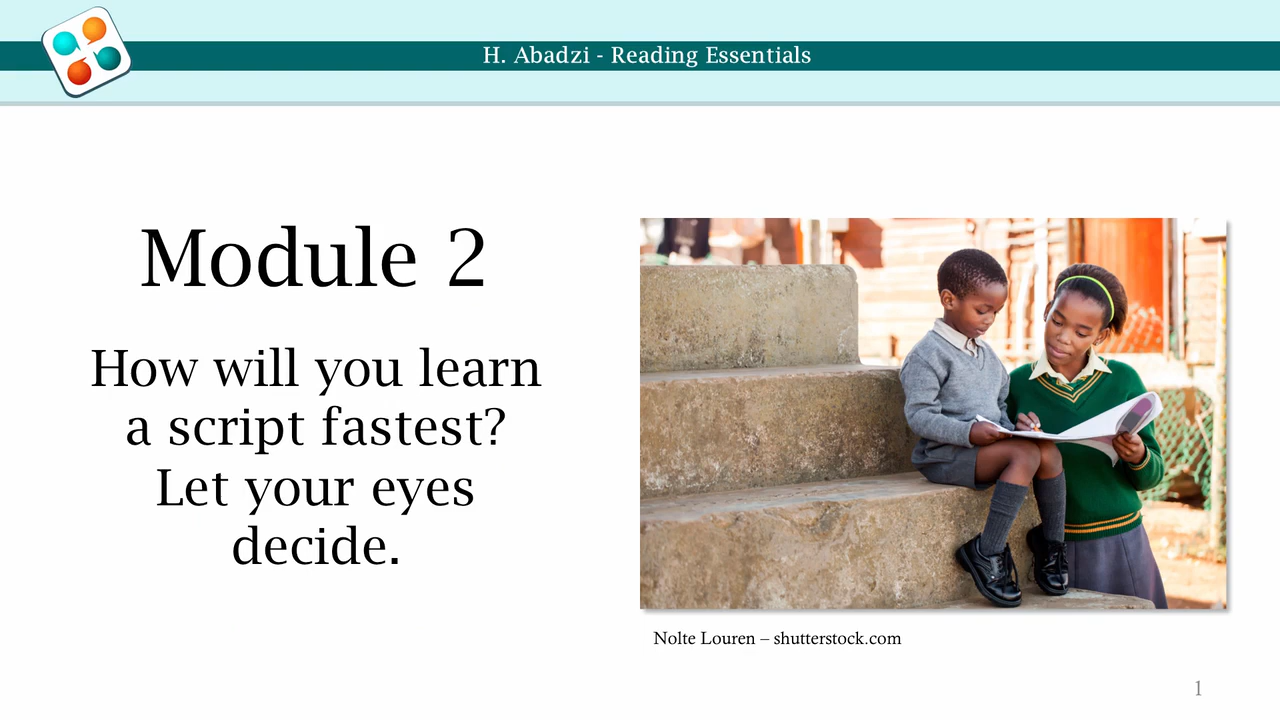 H. Abadzi - Reading Essentials
Module 2
How will you learn
a script fastest?
Let your eyes
decide.
Nolte Louren – shutterstock.com
1